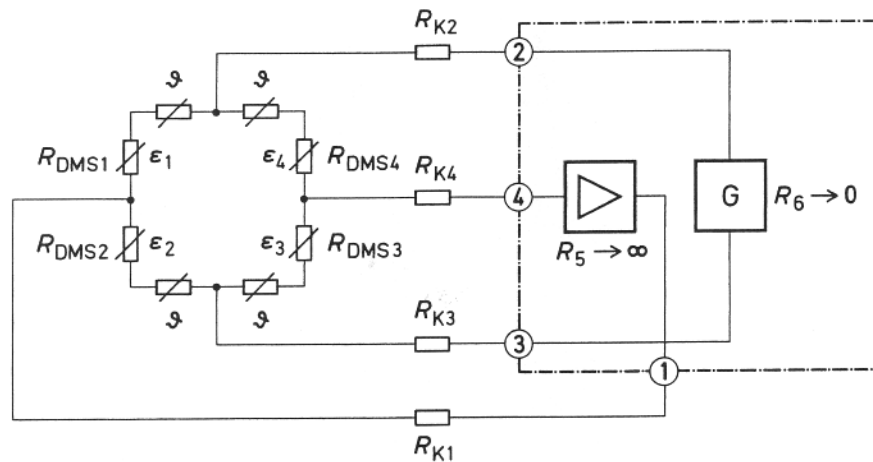 R_K2
2
ϑ ϑ
R_DMS1 ε_1 ε_4 R_DMS4
R_K4
4
G
R_6 → 0
R_DMS2 ε_2 ε_3 R_DMS3
R_5 → ∞
ϑ ϑ
R_K3
3
1
R_K1